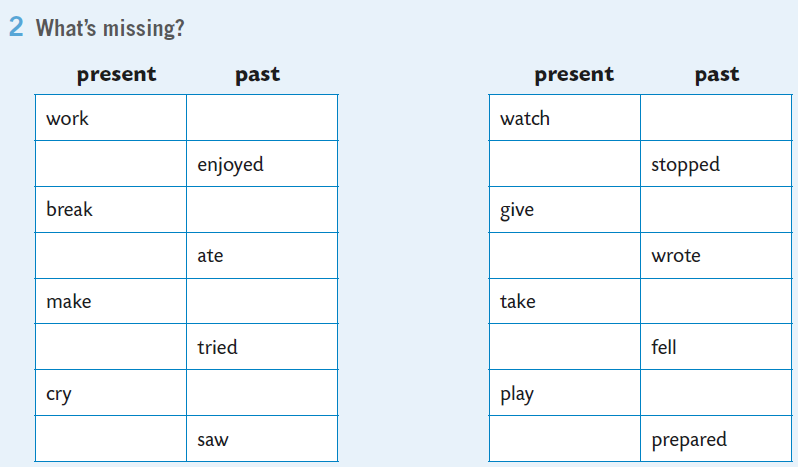 2 What's missing?
present past
work
enjoyed
break
ate
make
tried
cry
saw
present past
watch
stopped
give
wrote
take
fell
play
prepared